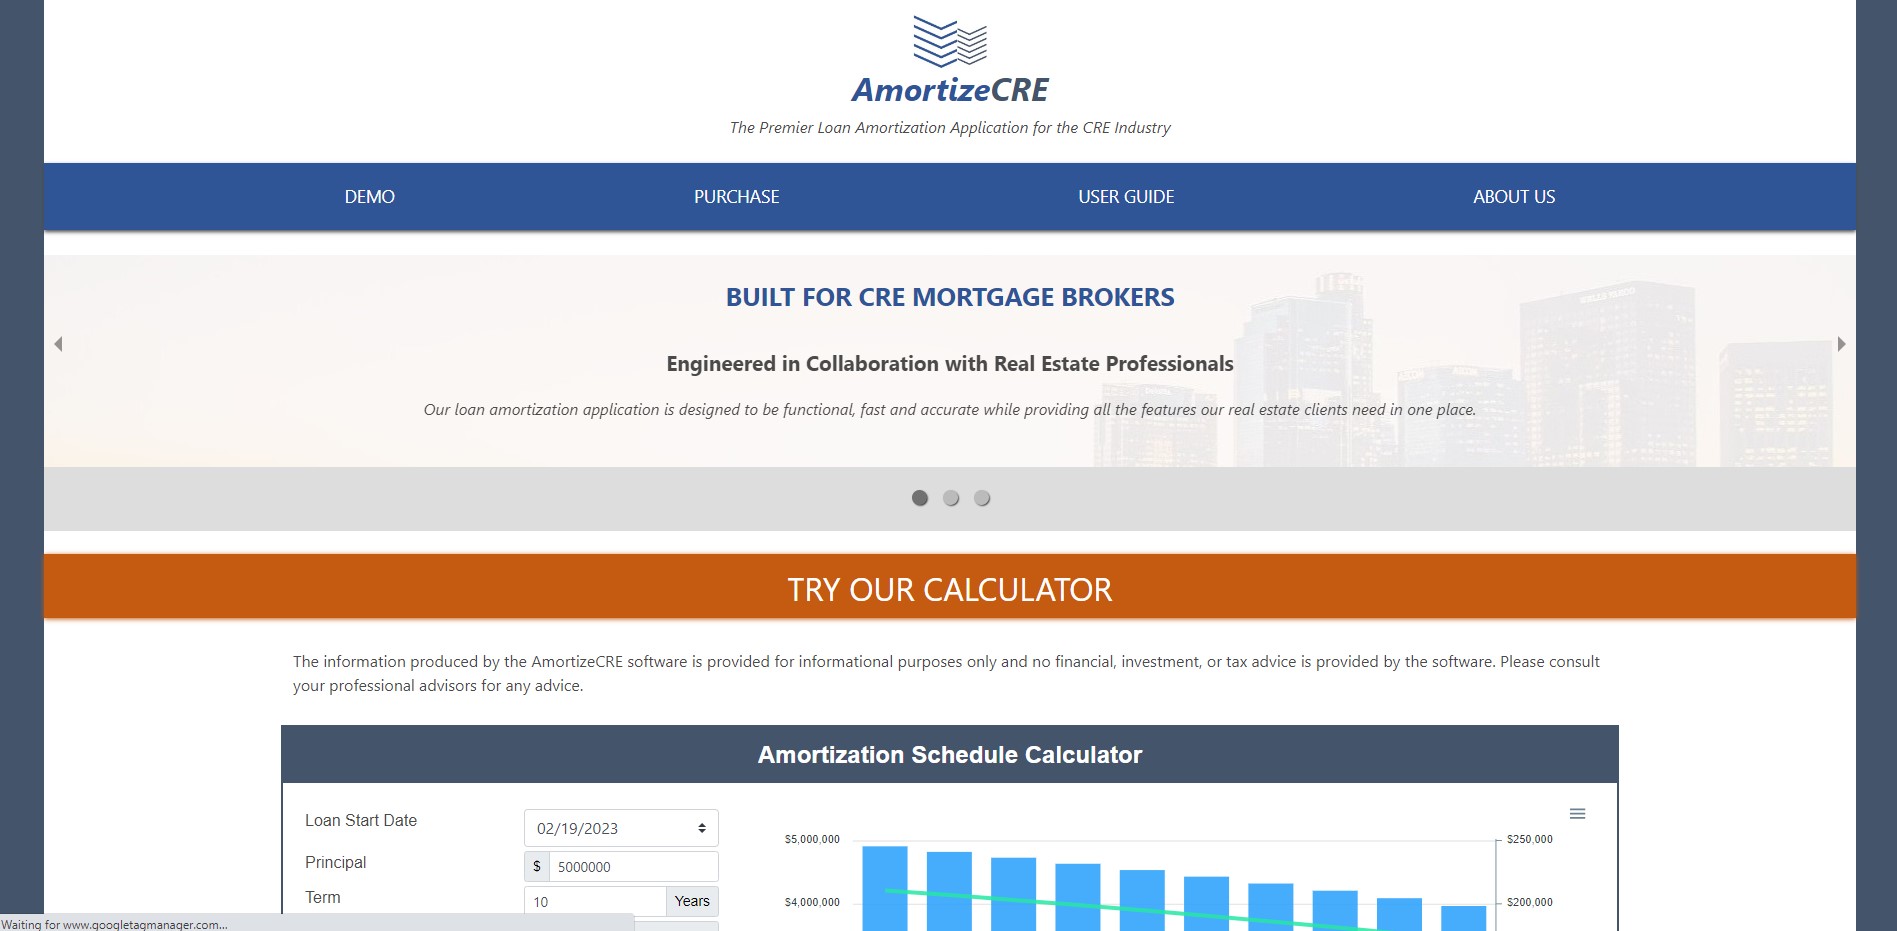 AmortizeCRE
The Premier Loan Amortization Application for the CRE Industry
DEMO PURCHASE USER GUIDE ABOUT US
BUILT FOR CRE MORTGAGE BROKERS
Engineered in Collaboration with Real Estate Professionals
Our loan amortization application is designed to be functional, fast and accurate while providing all the features our real estate clients need in one place.
WELLS FARGO
TRY OUR CALCULATOR
The information produced by the AmortizeCRE software is provided for informational purposes only and no financial, investment, or tax advice is provided by the software. Please consult
your professional advisors for any advice.
Amortization Schedule Calculator
Loan Start Date 02/19/2023
Principal $ 5000000
Term 10 Years
$5,000,000 $250,000
$4,000,000 $200,000
Waiting for www.googletagmanager.com...